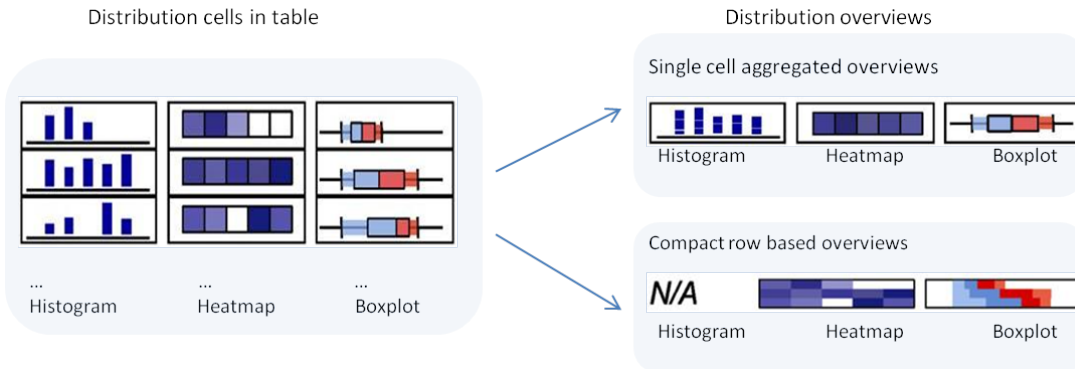 Distribution cells in table
...
...
...
Histogram
Heatmap
Boxplot
Distribution overviews
Single cell aggregated overviews
Histogram
Heatmap
Boxplot
Compact row based overviews
N/A
Histogram
Heatmap
Boxplot